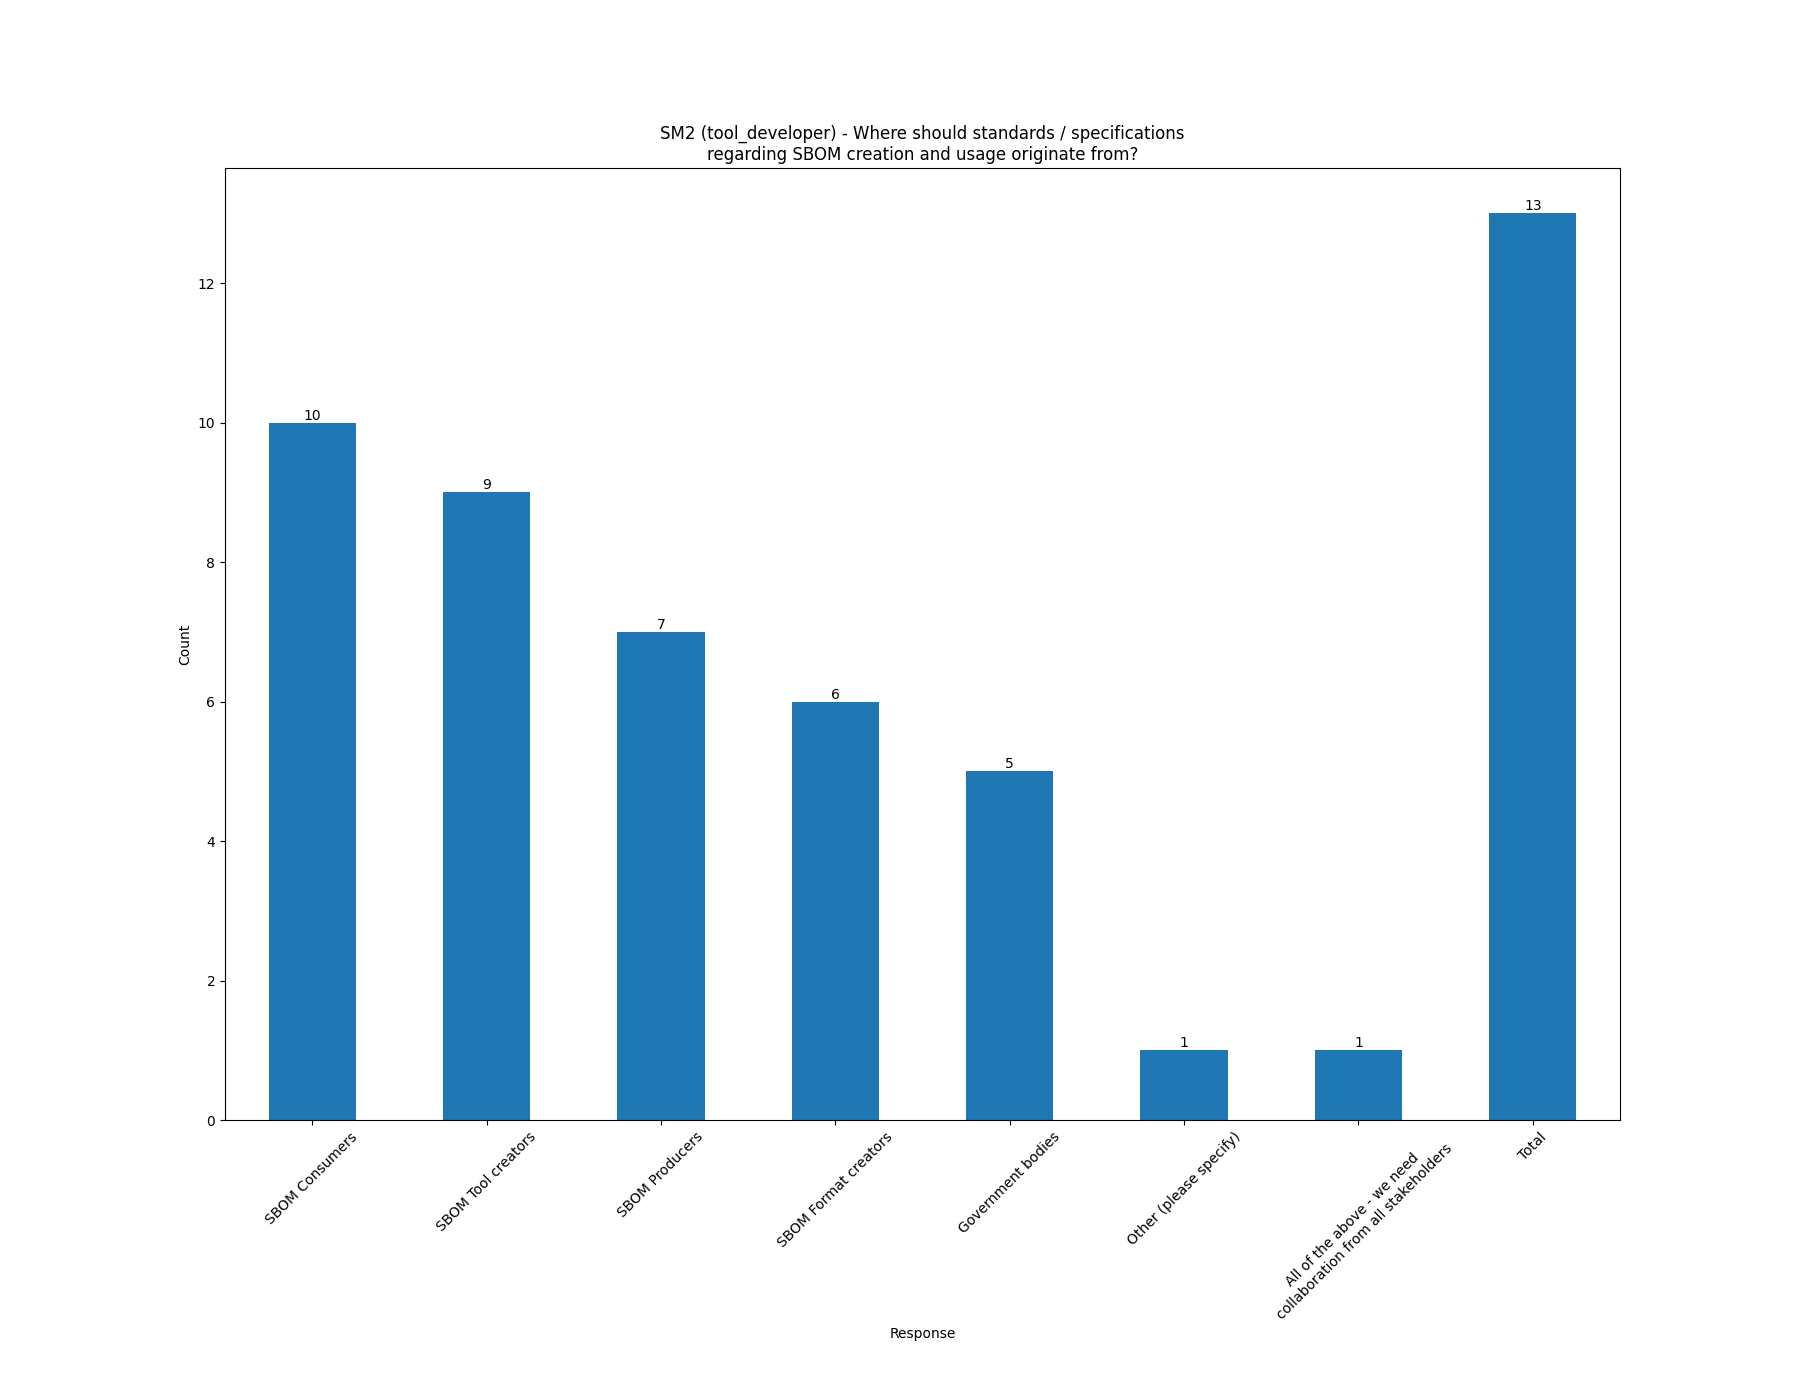 SM2 (tool_developer) - Where should standards / specifications
regarding SBOM creation and usage originate from?
13
12
10
10
9
8
7
6
6
5
4
2
1
1
0
Count
SBOM Consumers
SBOM Tool creators
SBOM Producers
SBOM Format creators
Government bodies
Other (please specify)
All of the above - we need
collaboration from all stakeholders
Total
Response